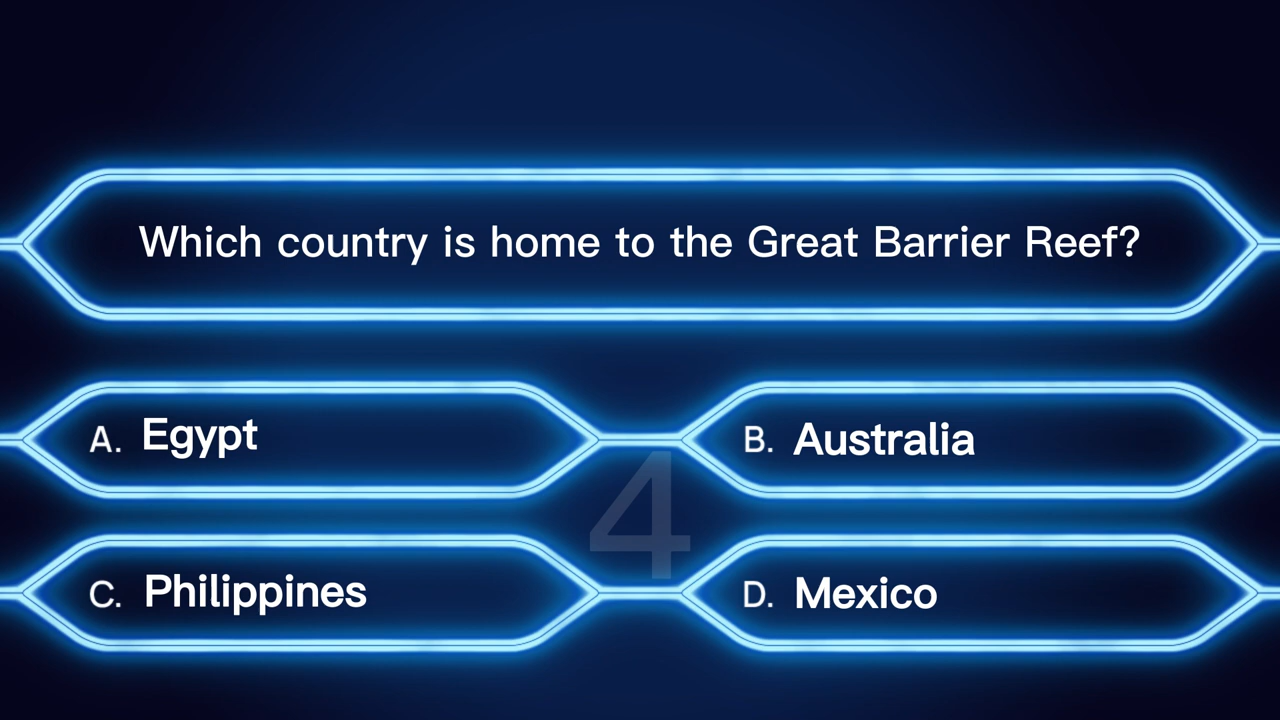 Which country is home to the Great Barrier Reef?
A. Egypt
B. Australia
4
C. Philippines
D. Mexico